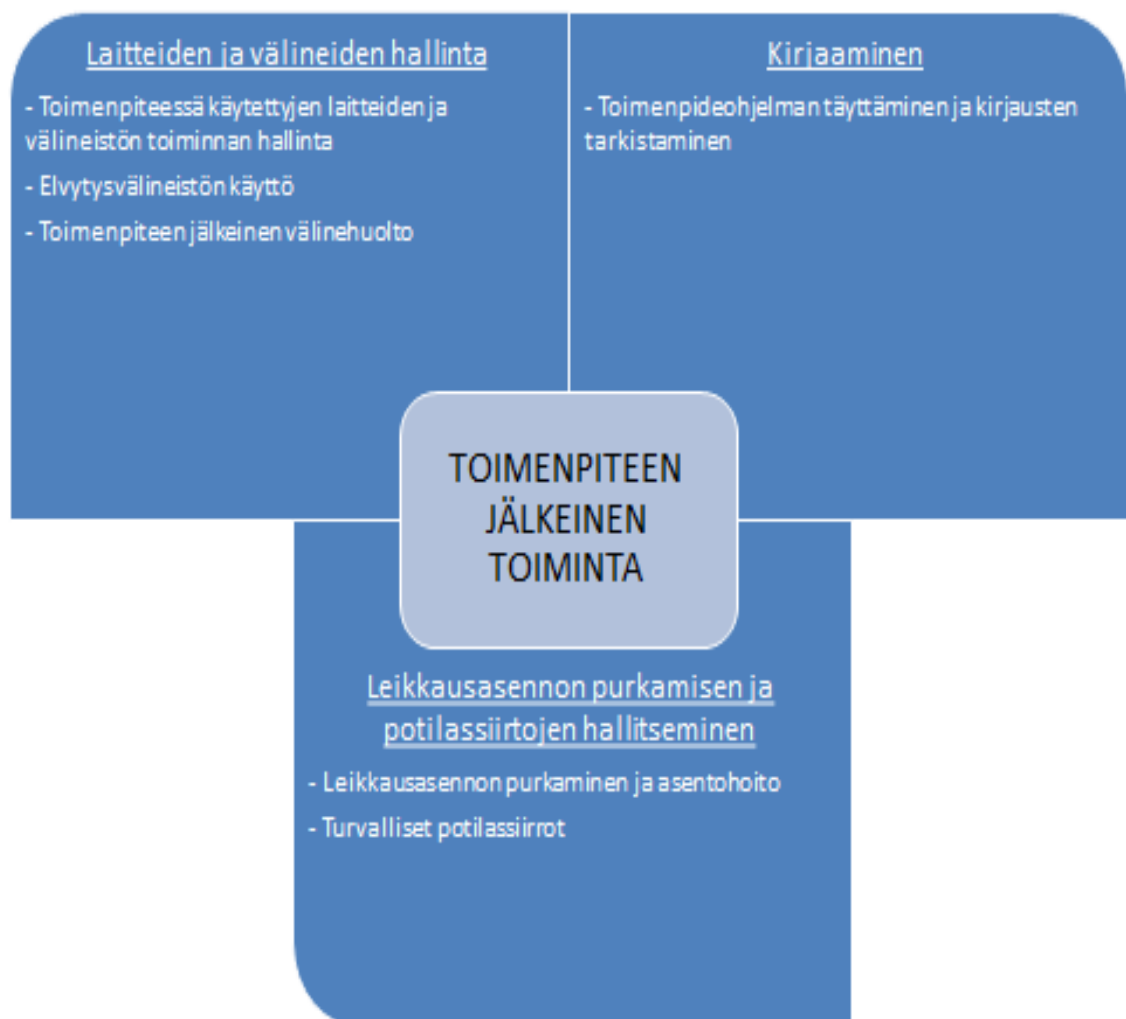 Laitteiden ja välineiden hallinta
- Toimenpiteessä käytettyjen laitteiden ja
välineistön toiminnan hallinta
- Elvytysvälineistön käyttö
- Toimenpiteen jälkeinen välinehuolto
Kirjaaminen
- Toimenpideohjelman täyttäminen ja kirjausten
tarkistaminen
TOIMENPITEEN
JÄLKEINEN
TOIMINTA
Leikkausasennon purkamisen ja
potilassiirtojen hallitseminen
- Leikkausasennon purkaminen ja asentohoito
- Turvalliset potilassiirrot